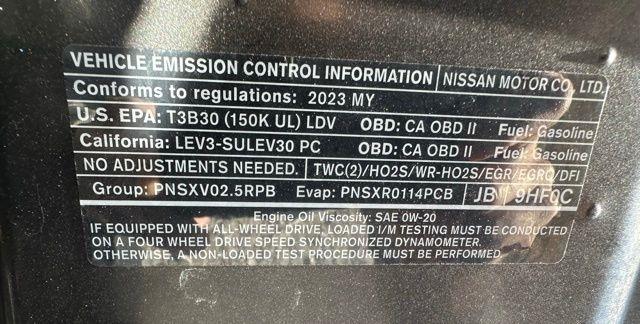 VEHICLE EMISSION CONTROL INFORMATION NISSAN MOTOR CO., LTD.
Conforms to regulations: 2023 MY
U.S. EPA: T3B30 (150K UL) LDV OBD: CA OBD II Fuel: Gasoline
California: LEV3-SULEV30 PC OBD: CA OBD II Fuel: Gasoline
NO ADJUSTMENTS NEEDED. TWC(2)/HO2S/WR-HO2S/EGR/EGRC/DFI
Group: PNSXV02.5RPB Evap: PNSXR0114PCB 9HF0C
Engine Oil Viscosity: SAE 0W-20
IF EQUIPPED WITH ALL-WHEEL DRIVE, LOADED I/M TESTING MUST BE CONDUCTED
ON A FOUR WHEEL DRIVE SPEED SYNCHRONIZED DYNAMOMETER.
OTHERWISE, A NON-LOADED TEST PROCEDURE MUST BE PERFORMED.